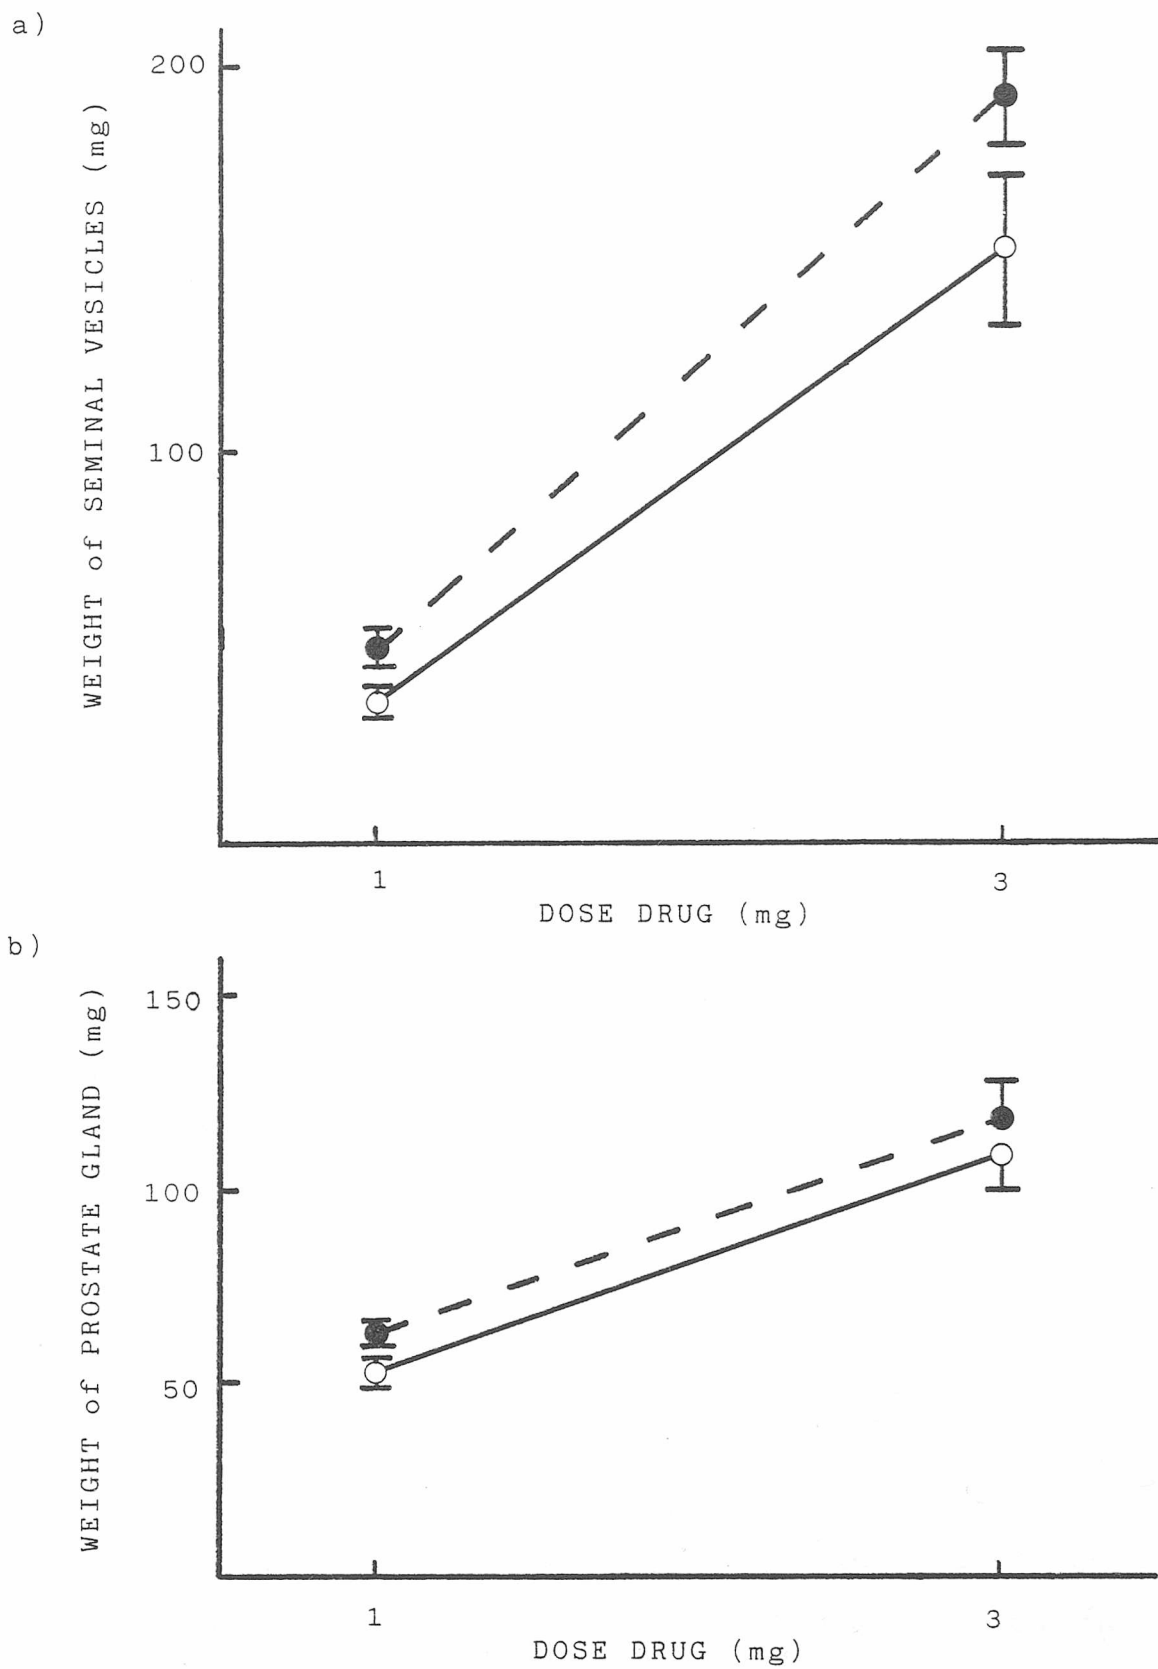 a)
WEIGHT of SEMINAL VESICLES (mg)
200
100
1
3
DOSE DRUG (mg)
b)
WEIGHT of PROSTATE GLAND (mg)
150
100
50
1
3
DOSE DRUG (mg)